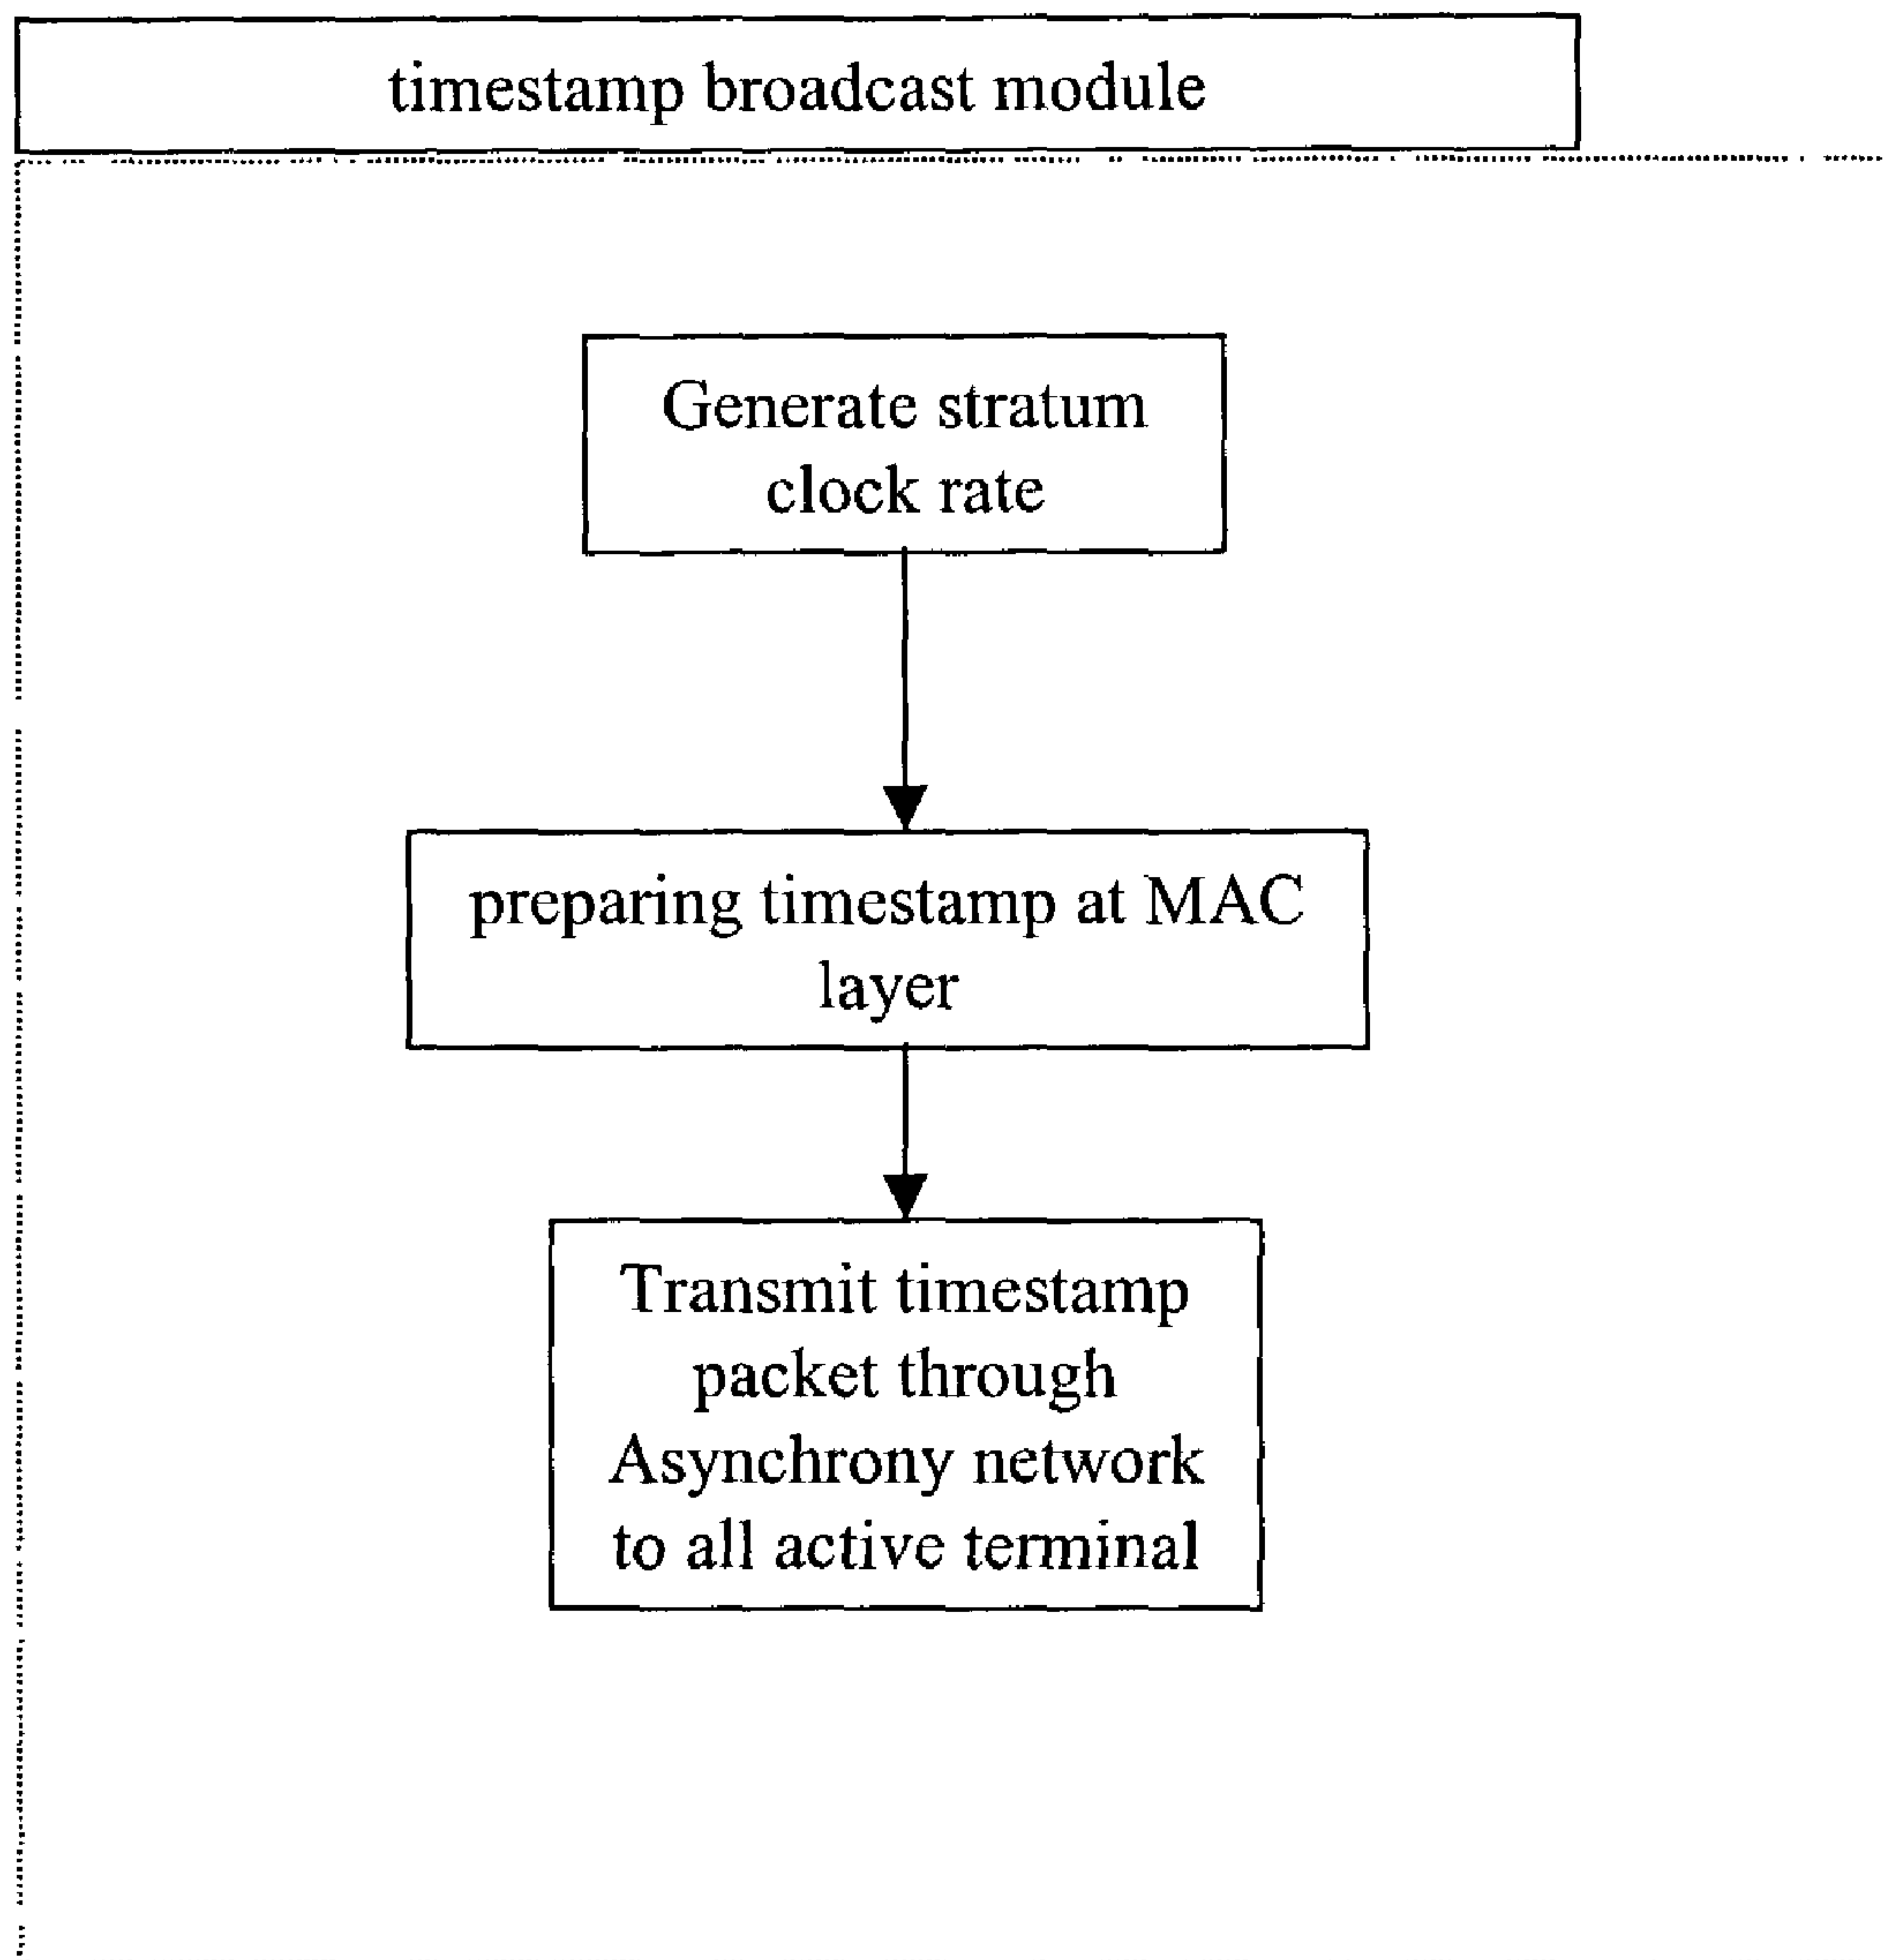 timestamp broadcast module
Generate stratum
clock rate
preparing timestamp at MAC
layer
Transmit timestamp
packet through
Asynchrony network
to all active terminal